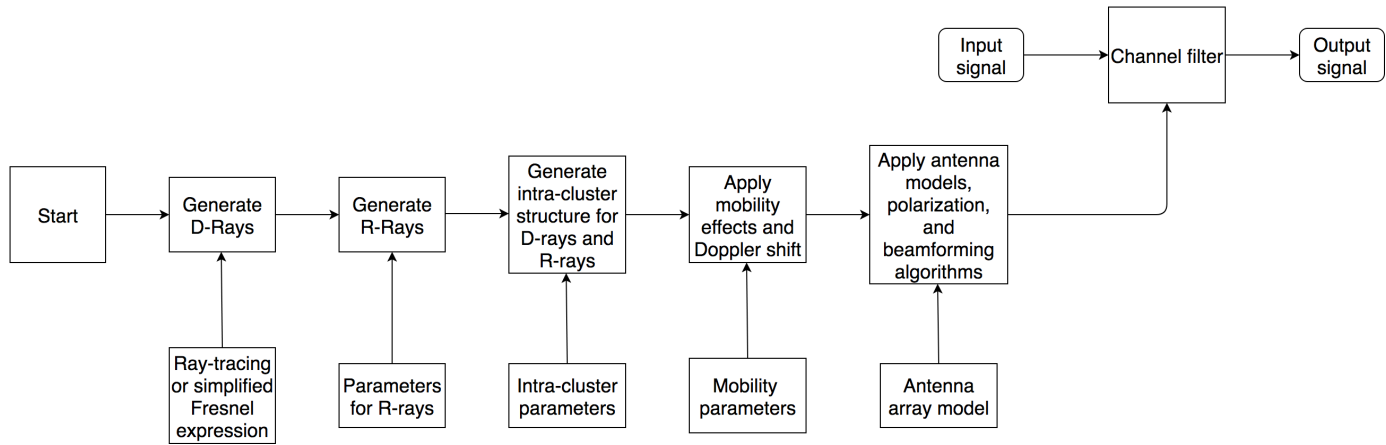 Input
signal
Channel filter
Output
signal
Start
Generate
D-Rays
Generate
R-Rays
Generate
intra-cluster
structure for
D-rays and
R-rays
Apply
mobility
effects and
Doppler shift
Apply antenna
models,
polarization,
and
beamforming
algorithms
Ray-tracing
or simplified
Fresnel
expression
Parameters
for R-rays
Intra-cluster
parameters
Mobility
parameters
Antenna
array model